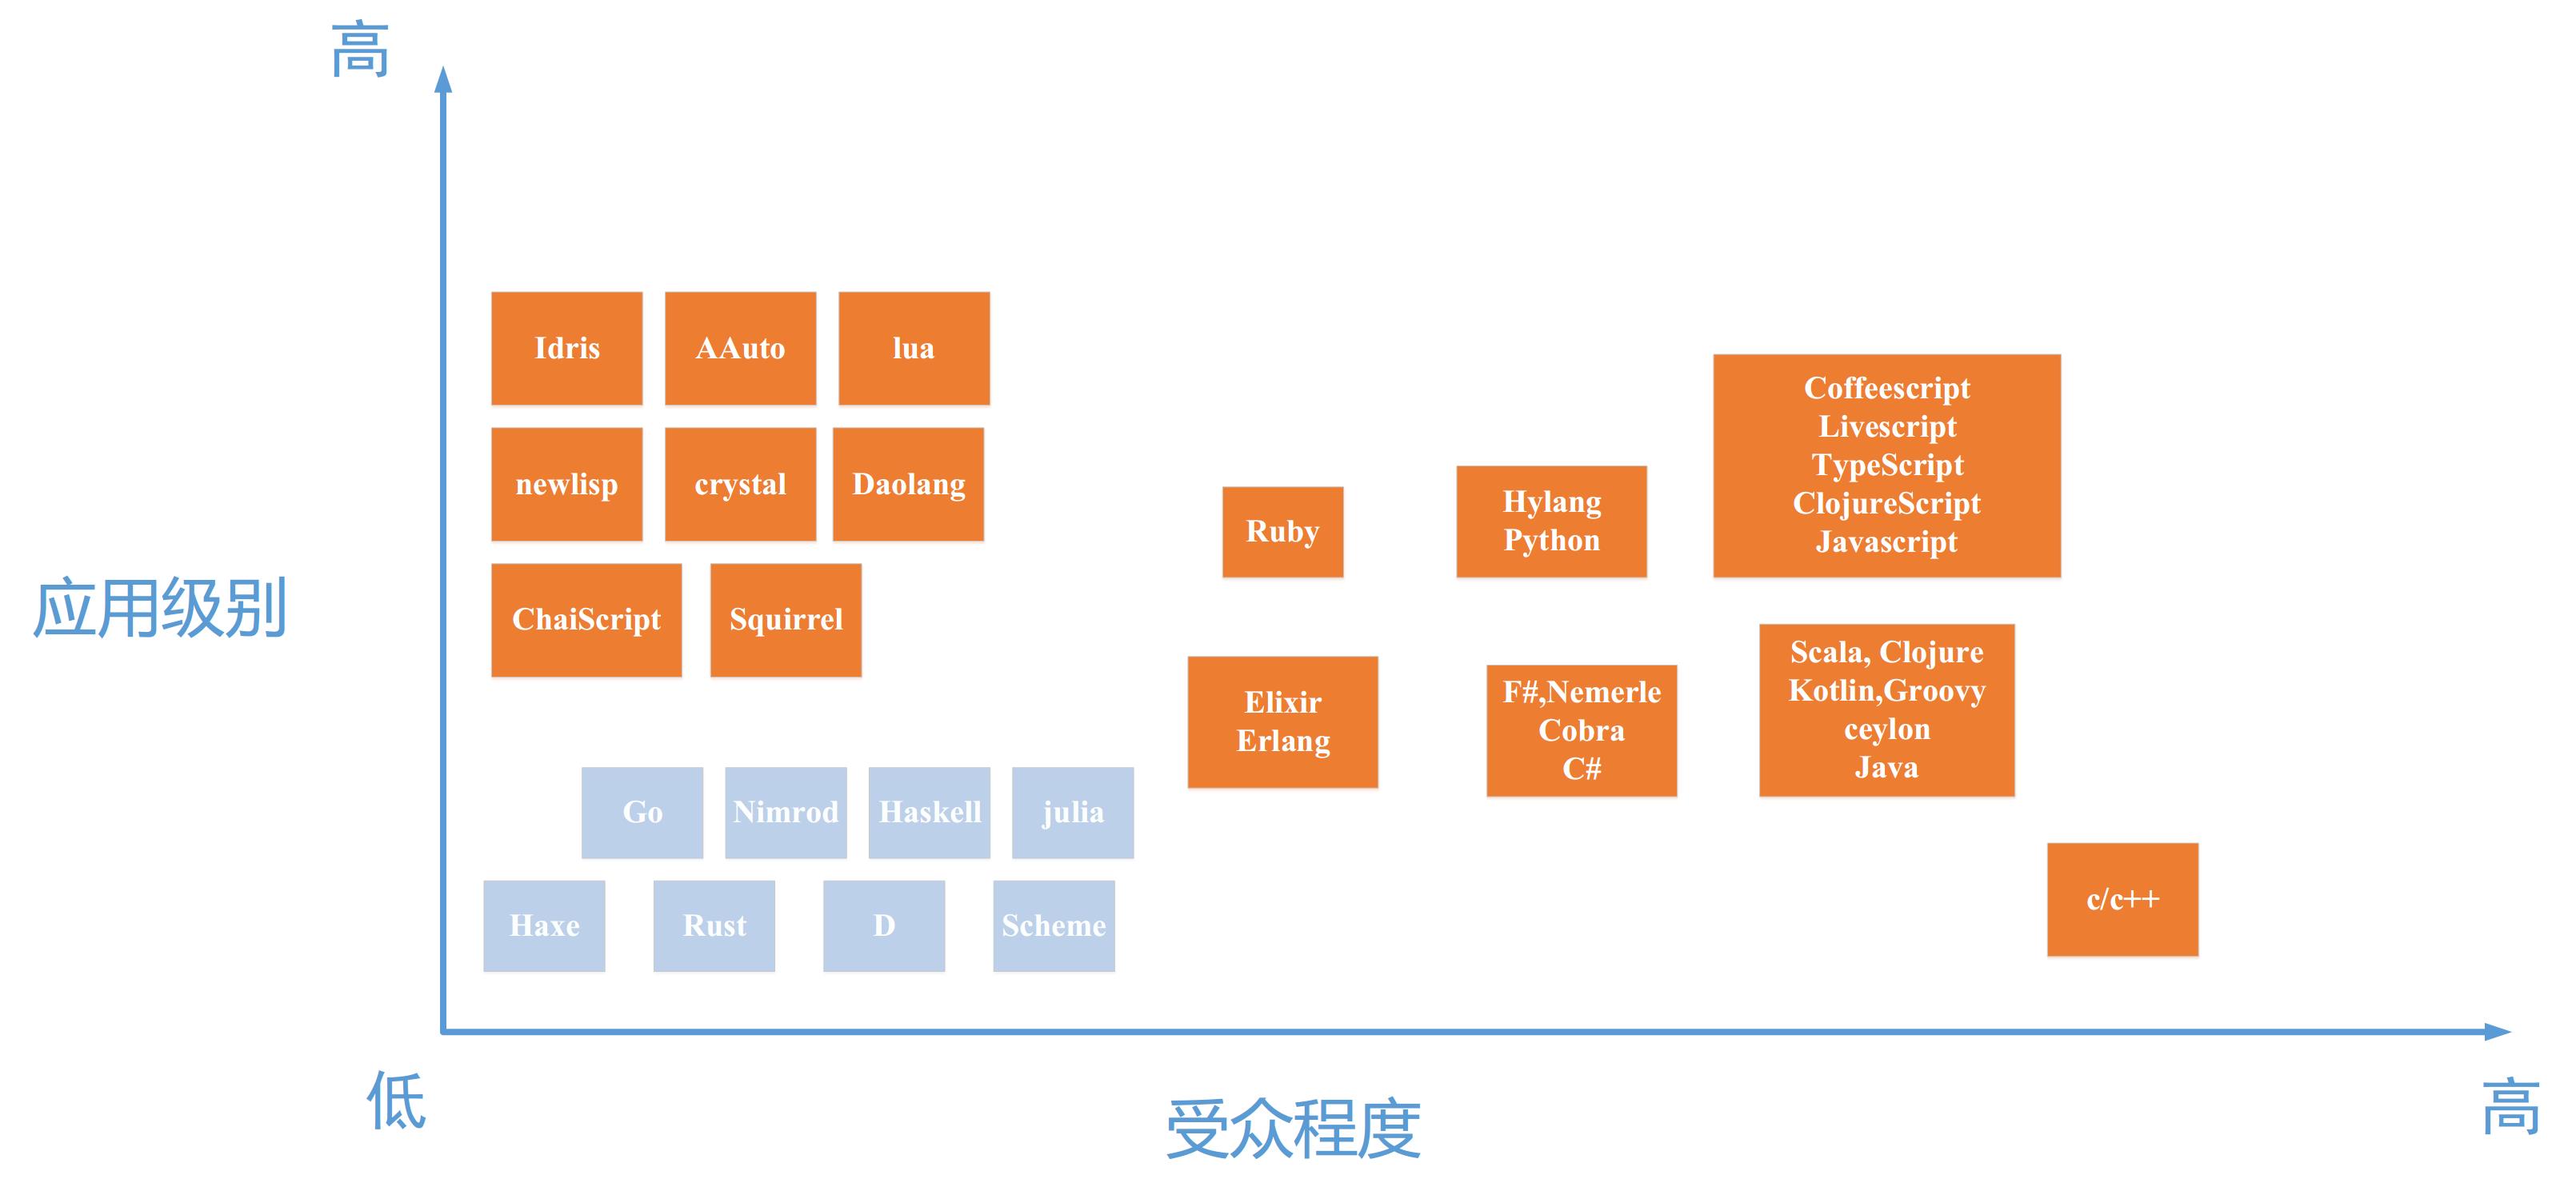 高
Idris
AAuto
lua
newlisp
crystal
Daolang
ChaiScript
Squirrel
应用级别
Ruby
Hylang
Python
Coffeescript
Livescript
TypeScript
ClojureScript
Javascript
Elixir
Erlang
F#,Nemerle
Cobra
C#
Scala, Clojure
Kotlin,Groovy
ceylon
Java
Go
Nimrod
Haskell
julia
Haxe
Rust
D
Scheme
c/c++
低
受众程度
高